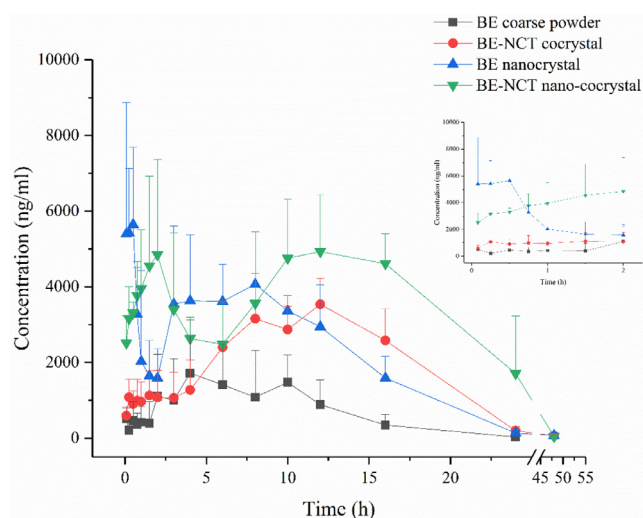 BE coarse powder
BE-NCT cocrystal
BE nanocrystal
BE-NCT nano-cocrystal
10000
8000
6000
4000
2000
0
Concentration (ng/ml)
0 5 10 15 20 45 50 55
Time (h)
10000
8000
6000
4000
2000
0
Concentration (ng/ml)
0 1 2
Time (h)